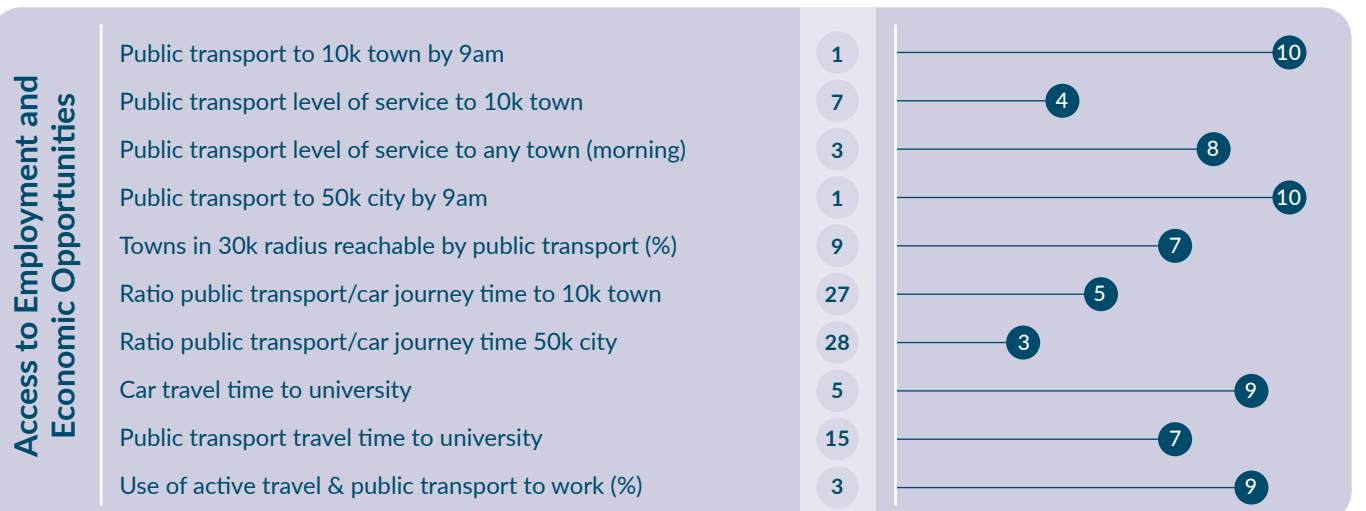 Access to Employment and
Economic Opportunities
Public transport to 10k town by 9am 1 10
Public transport level of service to 10k town 7 4
Public transport level of service to any town (morning) 3 8
Public transport to 50k city by 9am 1 10
Towns in 30k radius reachable by public transport (%) 9 7
Ratio public transport/car journey time to 10k town 27 5
Ratio public transport/car journey time 50k city 28 3
Car travel time to university 5 9
Public transport travel time to university 15 7
Use of active travel & public transport to work (%) 3 9